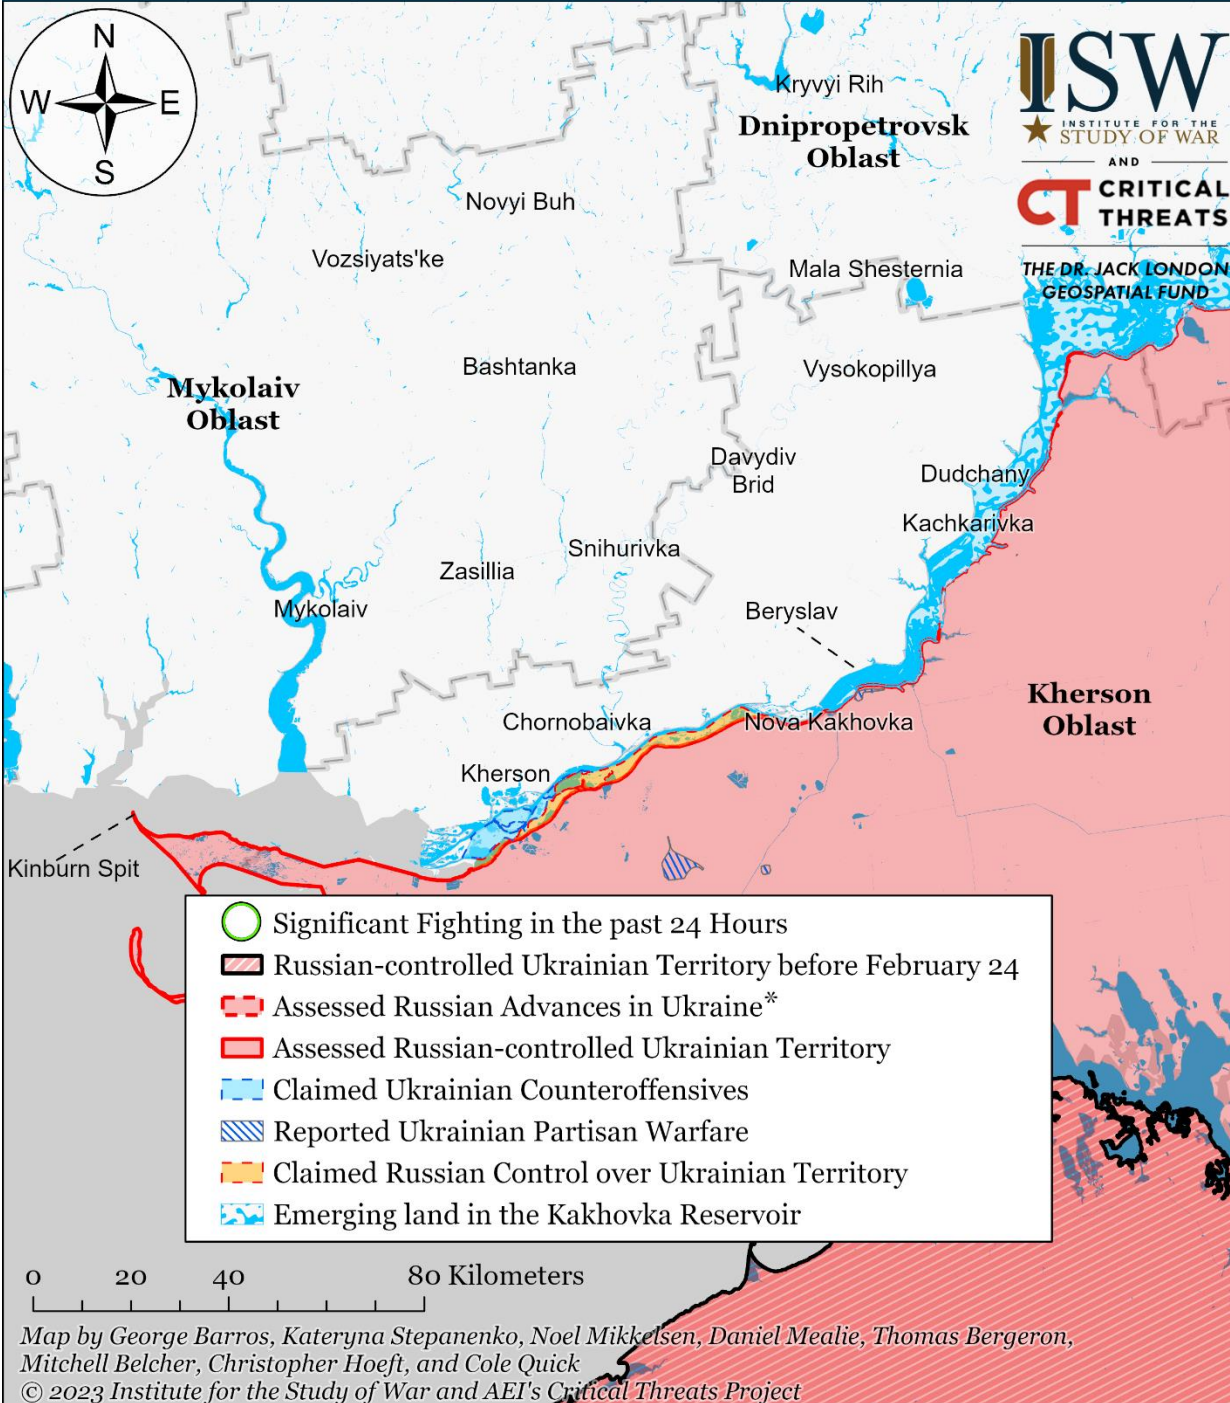 N
W
E
S
ISW
INSTITUTE FOR THE
STUDY OF WAR
AND
CT CRITICAL
THREATS
THE DR. JACK LONDON
GEOSPATIAL FUND
Kryvyi Rih
Dnipropetrovsk
Oblast
Novyi Buh
Vozsiyats'ke
Mala Shesternia
Bashtanka
Vysokopillya
Mykolaiv
Oblast
Davydiv
Brid
Dudchany
Kachkarivka
Snihurivka
Zasillia
Mykolaiv
Beryslav
Kherson
Oblast
Chornobaivka
Nova Kakhovka
Kherson
Kinburn Spit
Significant Fighting in the past 24 Hours
Russian-controlled Ukrainian Territory before February 24
Assessed Russian Advances in Ukraine*
Assessed Russian-controlled Ukrainian Territory
Claimed Ukrainian Counteroffensives
Reported Ukrainian Partisan Warfare
Claimed Russian Control over Ukrainian Territory
Emerging land in the Kakhovka Reservoir
0 20 40 80 Kilometers
Map by George Barros, Kateryna Stepanenko, Noel Mikkelsen, Daniel Mealie, Thomas Bergeron,
Mitchell Belcher, Christopher Hoeft, and Cole Quick
© 2023 Institute for the Study of War and AEI's Critical Threats Project